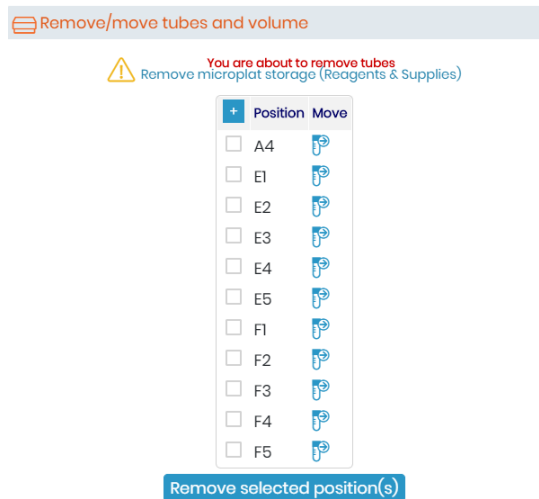 Remove/move tubes and volume
You are about to remove tubes
Remove microplat storage (Reagents & Supplies)
+ Position Move
A4
E1
E2
E3
E4
E5
F1
F2
F3
F4
F5
Remove selected position(s)